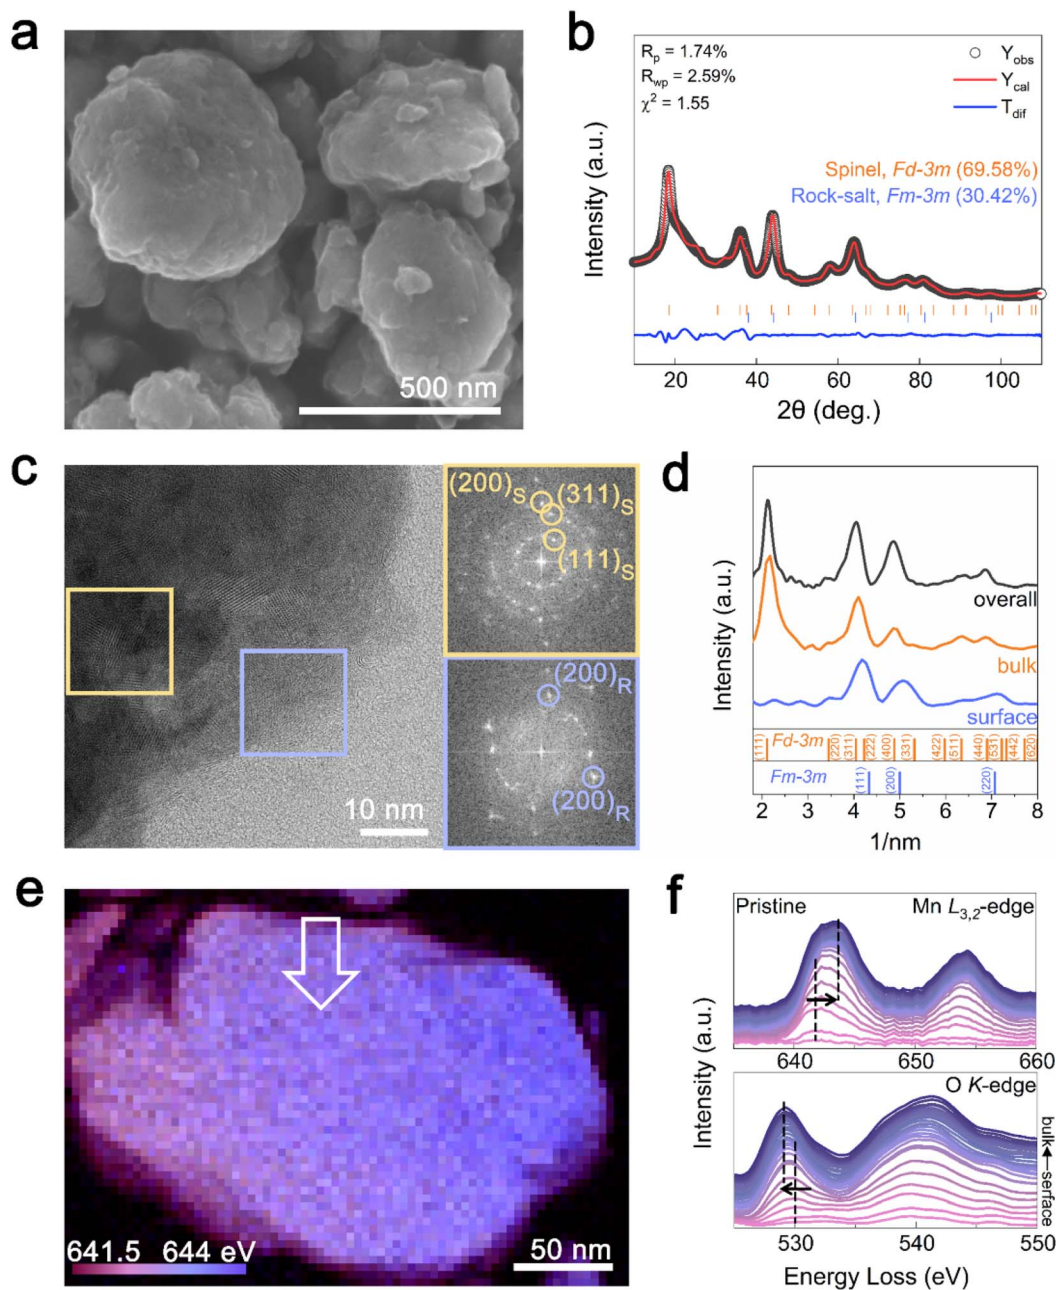 a
500 nm
b
Rp = 1.74%
Rwp = 2.59%
χ² = 1.55
Yobs
Ycal
Tdif
Spinel, Fd-3m (69.58%)
Rock-salt, Fm-3m (30.42%)
Intensity (a.u.)
20 40 60 80 100
2θ (deg.)
c
10 nm
(200)S
(311)S
(111)S
(200)R
(200)R
d
Intensity (a.u.)
overall
bulk
surface
Fd-3m
(111) (220) (311) (222) (400) (331) (422) (511) (440) (531) (442) (620)
Fm-3m
(111) (200) (220)
2 3 4 5 6 7 8
1/nm
e
641.5 644 eV
50 nm
f
Pristine Mn L3,2-edge
640 650 660
O K-edge
Intensity (a.u.)
bulk
serface
530 540 550
Energy Loss (eV)